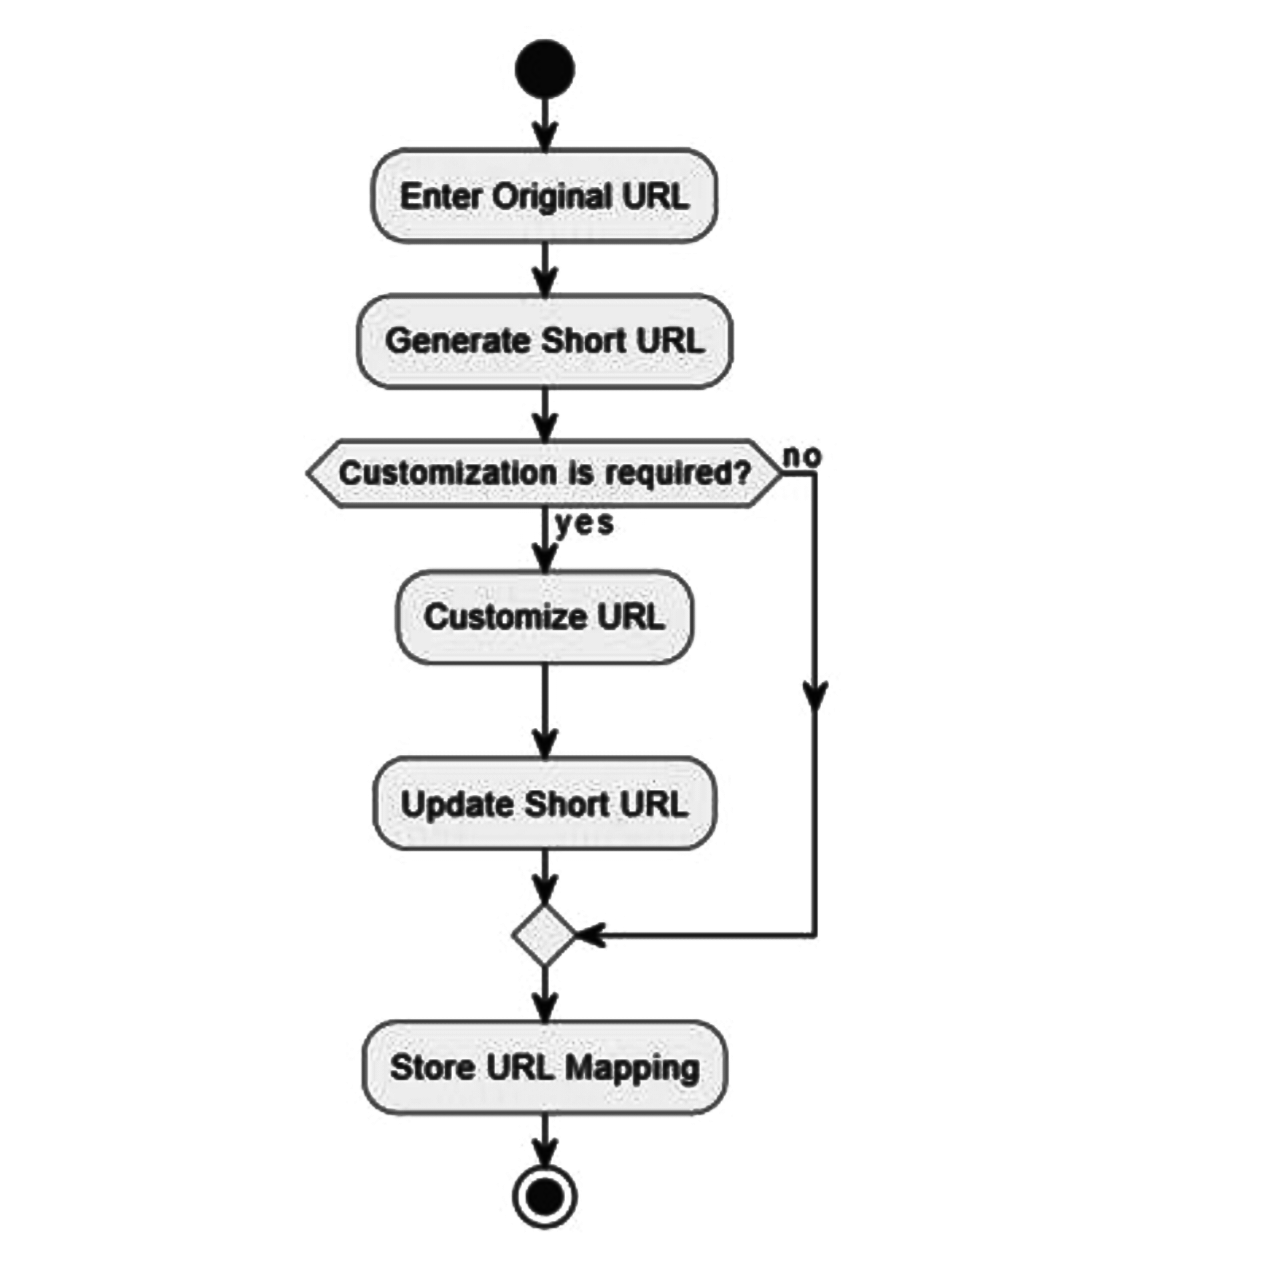 Enter Original URL
Generate Short URL
Customization is required?
no
yes
Customize URL
Update Short URL
Store URL Mapping